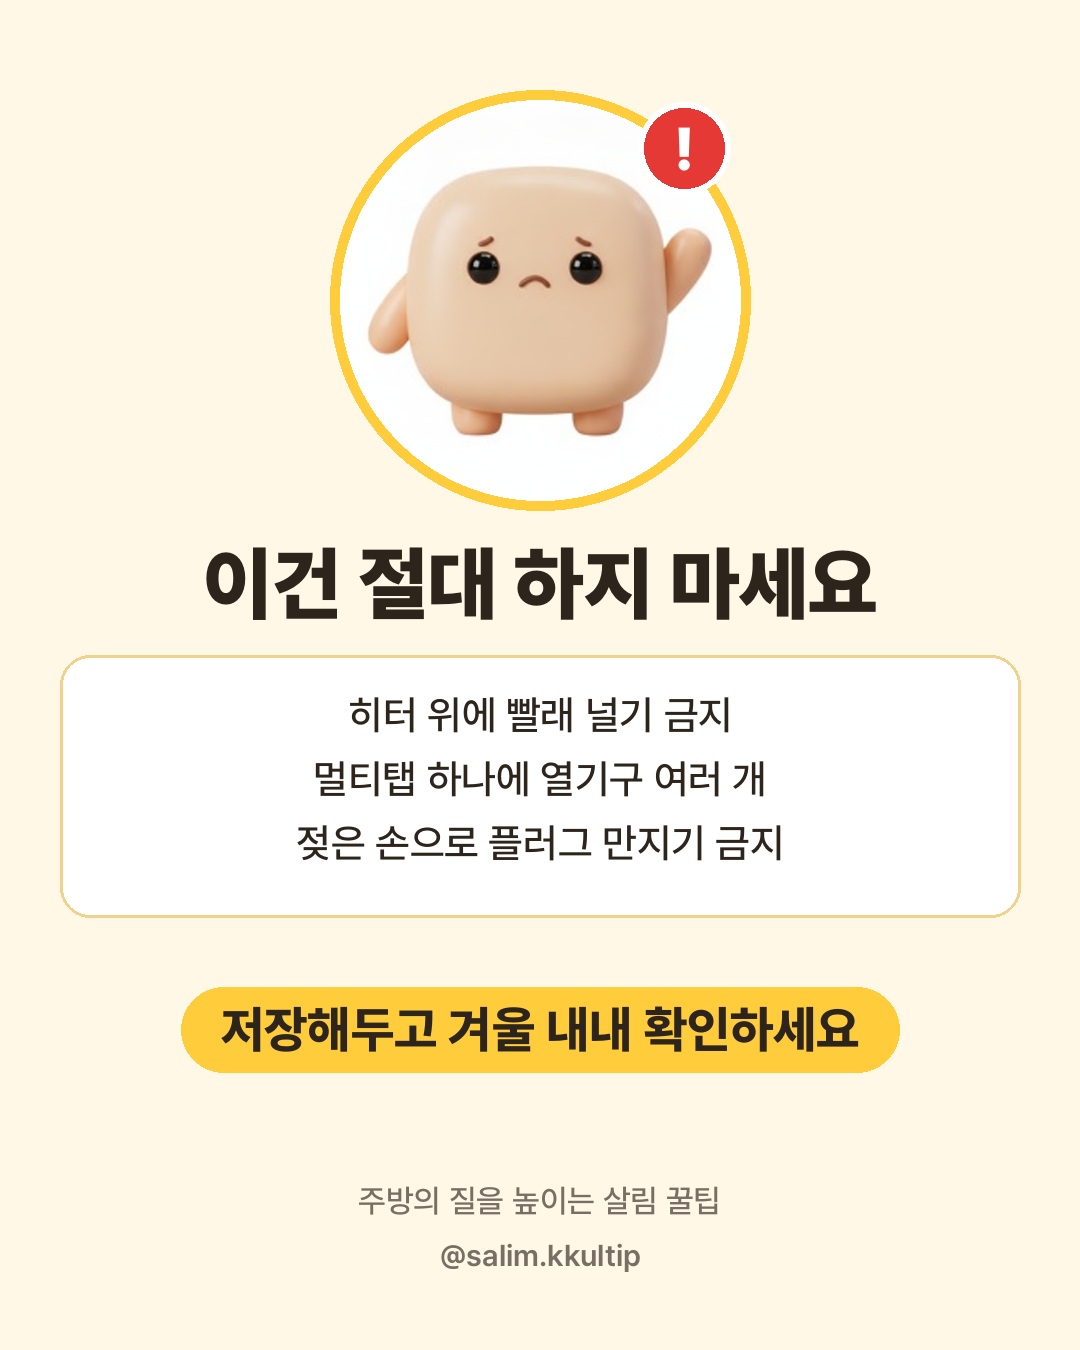 !
이건 절대 하지 마세요
히터 위에 빨래 널기 금지
멀티탭 하나에 열기구 여러 개
젖은 손으로 플러그 만지기 금지
저장해두고 겨울 내내 확인하세요
주방의 질을 높이는 살림 꿀팁
@salim.kkultip